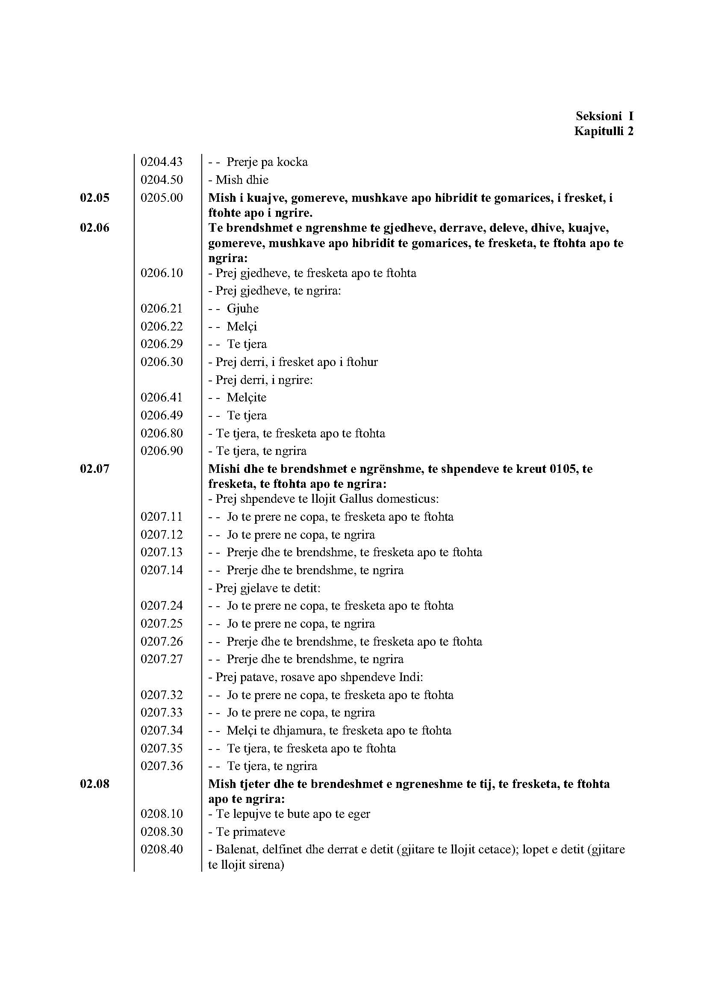 Seksioni  I
Kapitulli 2
0204.43 - -  Prerje pa kocka
0204.50 - Mish dhie
02.05 0205.00 Mish i kuajve, gomereve, mushkave apo hibridit te gomarices, i fresket, i
ftohte apo i ngrire.
02.06 Te brendshmet e ngrenshme te gjedheve, derrave, deleve, dhive, kuajve,
gomereve, mushkave apo hibridit te gomarices, te fresketa, te ftohta apo te
ngrira:
0206.10 - Prej gjedheve, te fresketa apo te ftohta
- Prej gjedheve, te ngrira:
0206.21 - -  Gjuhe
0206.22 - -  Melçi
0206.29 - -  Te tjera
0206.30 - Prej derri, i fresket apo i ftohur
- Prej derri, i ngrire:
0206.41 - -  Melçite
0206.49 - -  Te tjera
0206.80 - Te tjera, te fresketa apo te ftohta
0206.90 - Te tjera, te ngrira
02.07 Mishi dhe te brendshmet e ngrënshme, te shpendeve te kreut 0105, te
fresketa, te ftohta apo te ngrira:
- Prej shpendeve te llojit Gallus domesticus:
0207.11 - -  Jo te prere ne copa, te fresketa apo te ftohta
0207.12 - -  Jo te prere ne copa, te ngrira
0207.13 - -  Prerje dhe te brendshme, te fresketa apo te ftohta
0207.14 - -  Prerje dhe te brendshme, te ngrira
- Prej gjelave te detit:
0207.24 - -  Jo te prere ne copa, te fresketa apo te ftohta
0207.25 - -  Jo te prere ne copa, te ngrira
0207.26 - -  Prerje dhe te brendshme, te fresketa apo te ftohta
0207.27 - -  Prerje dhe te brendshme, te ngrira
- Prej patave, rosave apo shpendeve Indi:
0207.32 - -  Jo te prere ne copa, te fresketa apo te ftohta
0207.33 - -  Jo te prere ne copa, te ngrira
0207.34 - -  Melçi te dhjamura, te fresketa apo te ftohta
0207.35 - -  Te tjera, te fresketa apo te ftohta
0207.36 - -  Te tjera, te ngrira
02.08 Mish tjeter dhe te brendeshmet e ngreneshme te tij, te fresketa, te ftohta
apo te ngrira:
0208.10 - Te lepujve te bute apo te eger
0208.30 - Te primateve
0208.40 - Balenat, delfinet dhe derrat e detit (gjitare te llojit cetace); lopet e detit (gjitare
te llojit sirena)